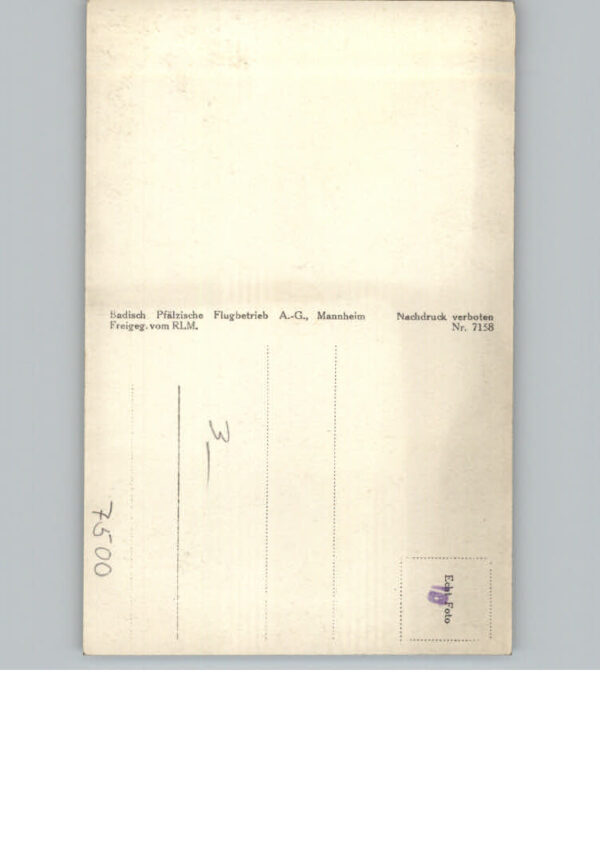 Badisch Pfälzische Flugbetrieb A.-G., Mannheim
Freigeg. vom RLM.
Nachdruck verboten
Nr. 7158
3
7500
Echt Foto